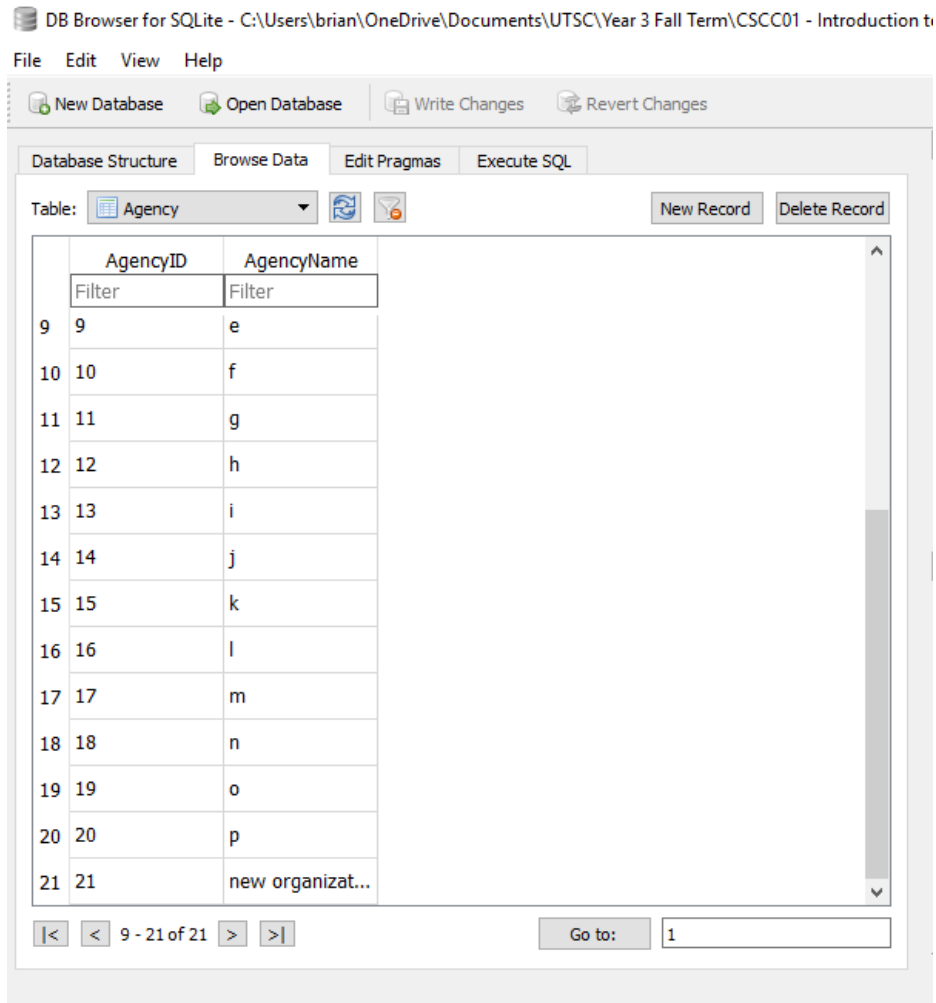 DB Browser for SQLite - C:\Users\brian\OneDrive\Documents\UTSC\Year 3 Fall Term\CSCC01 - Introduction
File Edit View Help
New Database Open Database Write Changes Revert Changes
Database Structure Browse Data Edit Pragmas Execute SQL
Table: Agency New Record Delete Record
AgencyID AgencyName
Filter Filter
9 9 e
10 10 f
11 11 g
12 12 h
13 13 i
14 14 j
15 15 k
16 16 l
17 17 m
18 18 n
19 19 o
20 20 p
21 21 new organizat...
|< < 9 - 21 of 21 > >| Go to: 1